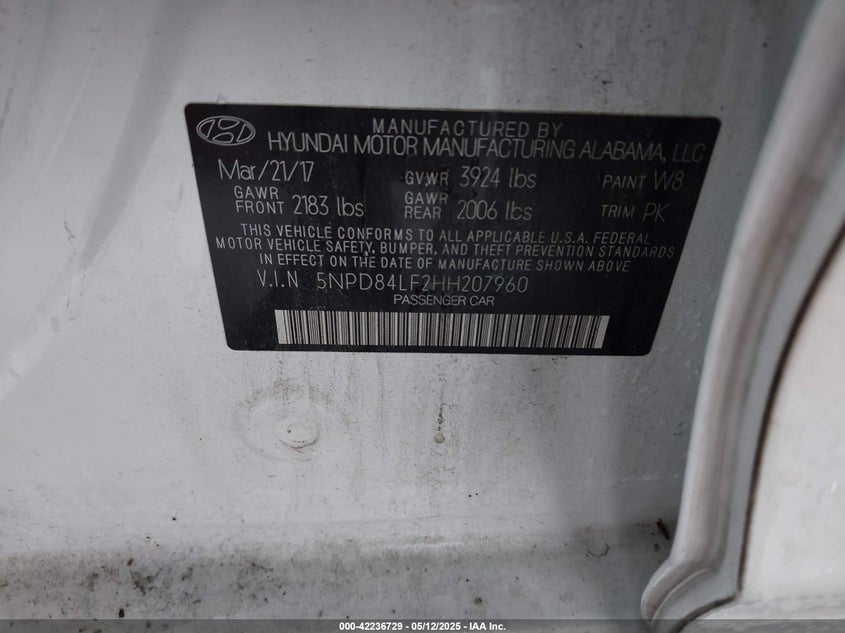 MANUFACTURED BY
HYUNDAI MOTOR MANUFACTURING ALABAMA, LLC
Mar/21/17 GVWR 3924 lbs PAINT W8
GAWR FRONT 2183 lbs GAWR REAR 2006 lbs TRIM PK
THIS VEHICLE CONFORMS TO ALL APPLICABLE U.S.A. FEDERAL
MOTOR VEHICLE SAFETY, BUMPER, AND THEFT PREVENTION STANDARDS
IN EFFECT ON THE DATE OF MANUFACTURE SHOWN ABOVE
V.I.N 5NPD84LF2HH207960
PASSENGER CAR
000-42236729 - 05/12/2025 - IAA Inc.